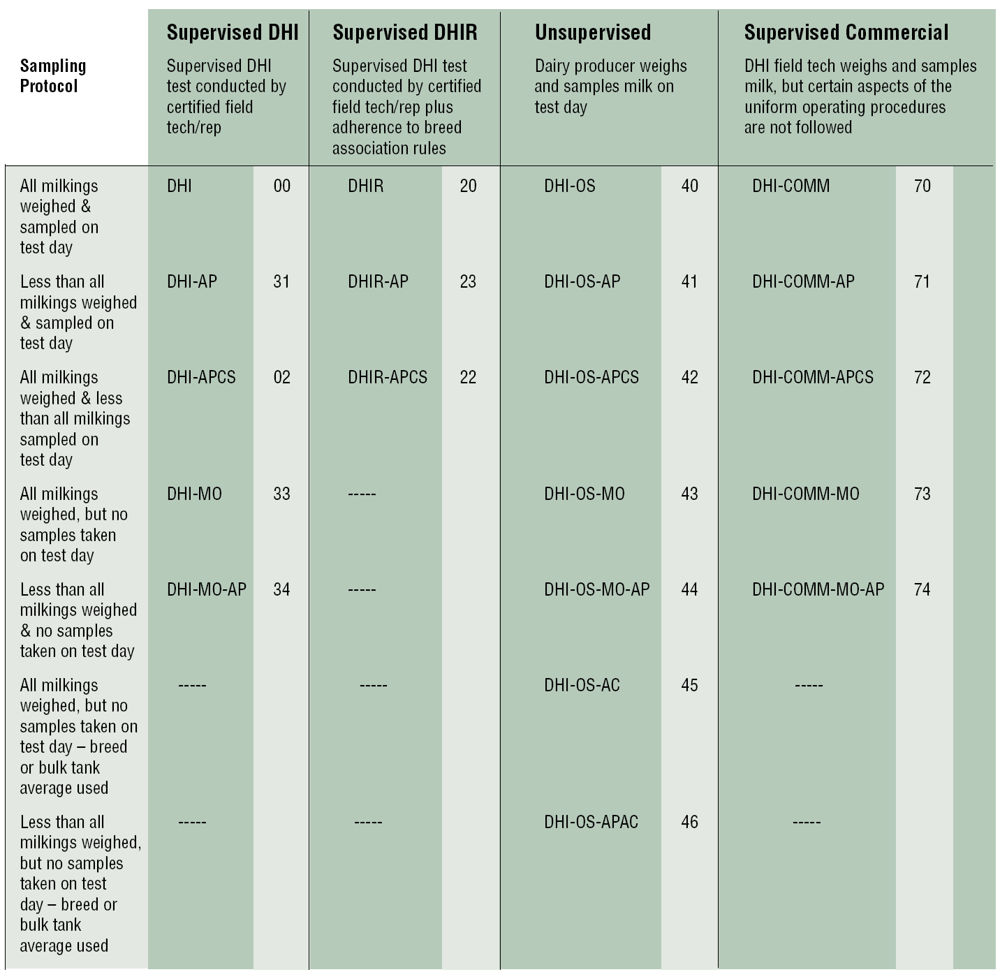 Sampling
Protocol
Supervised DHI
Supervised DHI
test conducted by
certified field
tech/rep
Supervised DHIR
Supervised DHI test
conducted by certified
field tech/rep plus
adherence to breed
association rules
Unsupervised
Dairy producer weighs
and samples milk on
test day
Supervised Commercial
DHI field tech weighs and samples
milk, but certain aspects of the
uniform operating procedures
are not followed
All milkings
weighed &
sampled on
test day
DHI 00 DHIR 20 DHI-OS 40 DHI-COMM 70
Less than all
milkings weighed
& sampled on
test day
DHI-AP 31 DHIR-AP 23 DHI-OS-AP 41 DHI-COMM-AP 71
All milkings
weighed & less
than all milkings
sampled on
test day
DHI-APCS 02 DHIR-APCS 22 DHI-OS-APCS 42 DHI-COMM-APCS 72
All milkings
weighed, but no
samples taken
on test day
DHI-MO 33 ----- DHI-OS-MO 43 DHI-COMM-MO 73
Less than all
milkings weighed
& no samples
taken on test day
DHI-MO-AP 34 ----- DHI-OS-MO-AP 44 DHI-COMM-MO-AP 74
All milkings
weighed, but no
samples taken on
test day – breed
or bulk tank
average used
----- ----- DHI-OS-AC 45 -----
Less than all
milkings weighed,
but no samples
taken on test
day – breed or
bulk tank
average used
----- ----- DHI-OS-APAC 46 -----